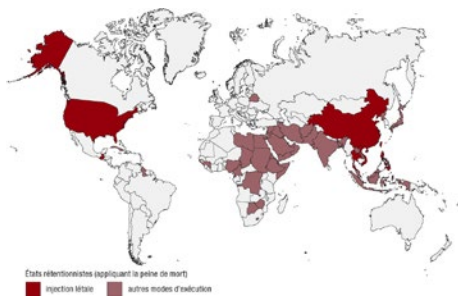 États rétentionnistes (appliquant la peine de mort)
injection létale
autres modes d'exécution